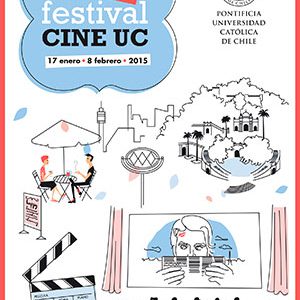 festival
CINE UC
17 enero • 8 febrero • 2015
PONTIFICIA
UNIVERSIDAD
CATÓLICA
DE CHILE